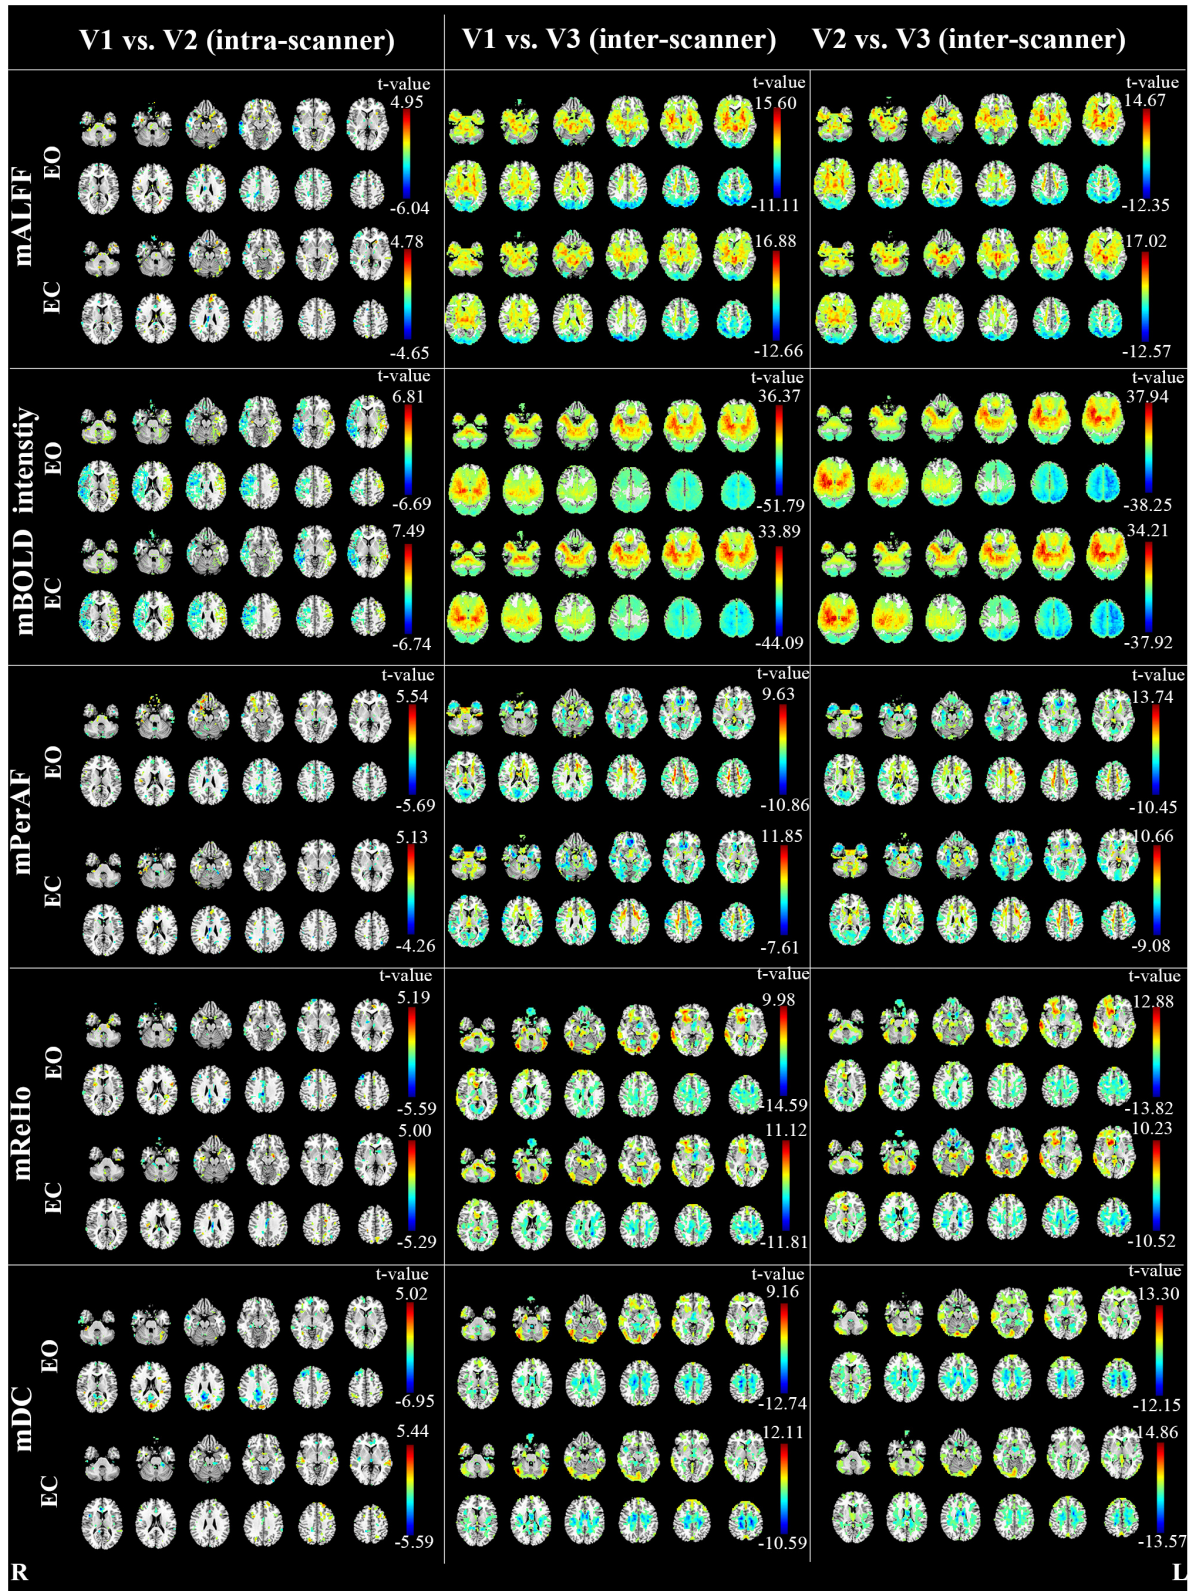 V1 vs. V2 (intra-scanner) V1 vs. V3 (inter-scanner) V2 vs. V3 (inter-scanner)
mALFF
EO
t-value
4.95
-6.04
t-value
15.60
-11.11
t-value
14.67
-12.35
EC
4.78
-4.65
16.88
-12.66
17.02
-12.57
mBOLD intenstiy
EO
t-value
6.81
-6.69
t-value
36.37
-51.79
t-value
37.94
-38.25
EC
7.49
-6.74
33.89
-44.09
34.21
-37.92
mPerAF
EO
t-value
5.54
-5.69
t-value
9.63
-10.86
t-value
13.74
-10.45
EC
5.13
-4.26
11.85
-7.61
10.66
-9.08
mReHo
EO
t-value
5.19
-5.59
t-value
9.98
-14.59
t-value
12.88
-13.82
EC
5.00
-5.29
11.12
-11.81
10.23
-10.52
mDC
EO
t-value
5.02
-6.95
t-value
9.16
-12.74
t-value
13.30
-12.15
EC
5.44
-5.59
12.11
-10.59
14.86
-13.57
R L